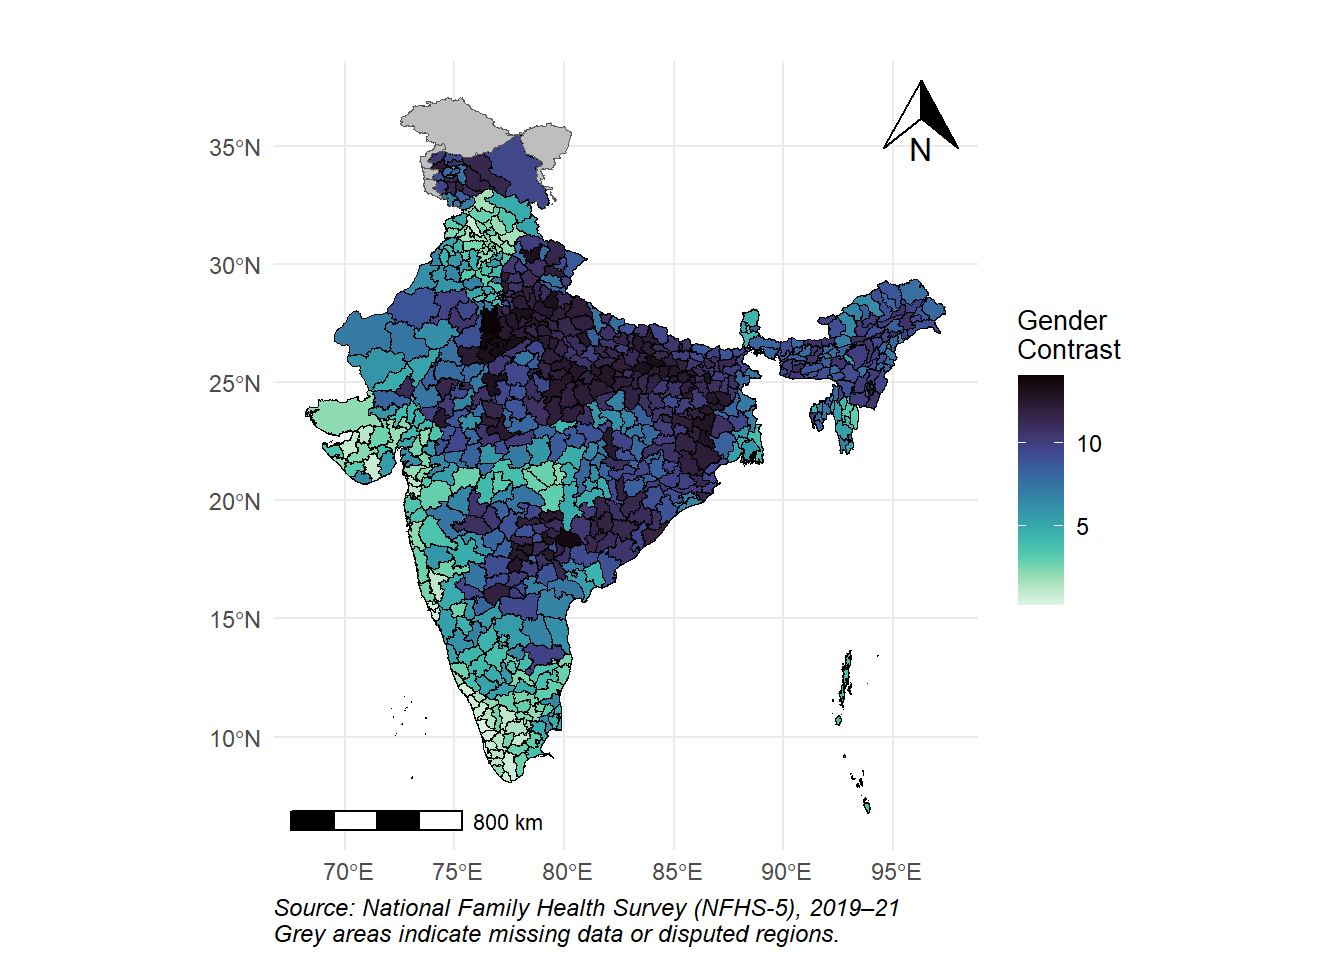 35°N
30°N
25°N
20°N
15°N
10°N
N
Gender
Contrast
10
5
800 km
70°E 75°E 80°E 85°E 90°E 95°E
Source: National Family Health Survey (NFHS-5), 2019–21
Grey areas indicate missing data or disputed regions.